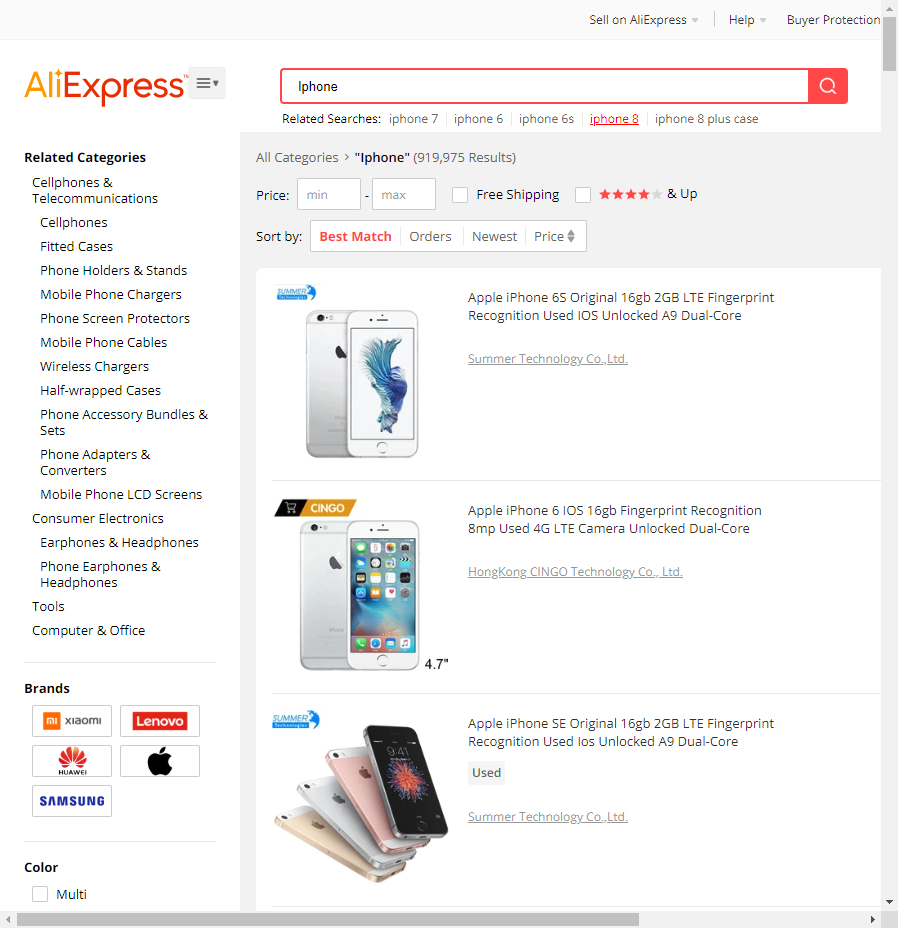 Sell on AliExpress
Help
Buyer Protection
AliExpress™
Iphone
Related Searches: iphone 7 iphone 6 iphone 6s iphone 8 iphone 8 plus case
Related Categories
Cellphones &
Telecommunications
Cellphones
Fitted Cases
Phone Holders & Stands
Mobile Phone Chargers
Phone Screen Protectors
Mobile Phone Cables
Wireless Chargers
Half-wrapped Cases
Phone Accessory Bundles &
Sets
Phone Adapters &
Converters
Mobile Phone LCD Screens
Consumer Electronics
Earphones & Headphones
Phone Earphones &
Headphones
Tools
Computer & Office
Brands
mi xiaomi
Lenovo
HUAWEI
SAMSUNG
Color
Multi
All Categories > "Iphone" (919,975 Results)
Price: min - max Free Shipping & Up
Sort by: Best Match Orders Newest Price
SUMMER
Technologies
Apple iPhone 6S Original 16gb 2GB LTE Fingerprint
Recognition Used IOS Unlocked A9 Dual-Core
Summer Technology Co.,Ltd.
CINGO
4.7"
Apple iPhone 6 IOS 16gb Fingerprint Recognition
8mp Used 4G LTE Camera Unlocked Dual-Core
HongKong CINGO Technology Co., Ltd.
SUMMER
Technologies
9:41
Apple iPhone SE Original 16gb 2GB LTE Fingerprint
Recognition Used Ios Unlocked A9 Dual-Core
Used
Summer Technology Co.,Ltd.